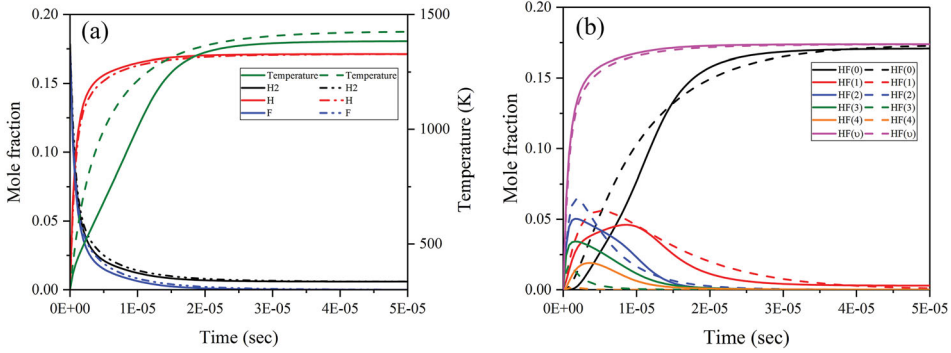 (a)
Mole fraction
0.20
0.15
0.10
0.05
0.00
1500
1000
500
Temperature (K)
Temperature Temperature
H2 H2
H H
F F
0E+00 1E-05 2E-05 3E-05 4E-05 5E-05
Time (sec)
(b)
Mole fraction
0.20
0.15
0.10
0.05
0.00
HF(0) HF(0)
HF(1) HF(1)
HF(2) HF(2)
HF(3) HF(3)
HF(4) HF(4)
HF(υ) HF(υ)
0E+00 1E-05 2E-05 3E-05 4E-05 5E-05
Time (sec)